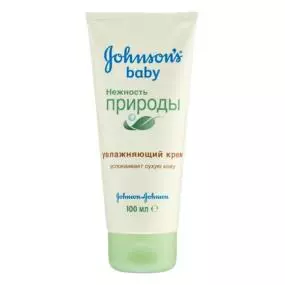 Johnson's
baby
Нежность
природы
увлажняющий крем
успокаивает сухую кожу
Johnson & Johnson
100 мл ℮